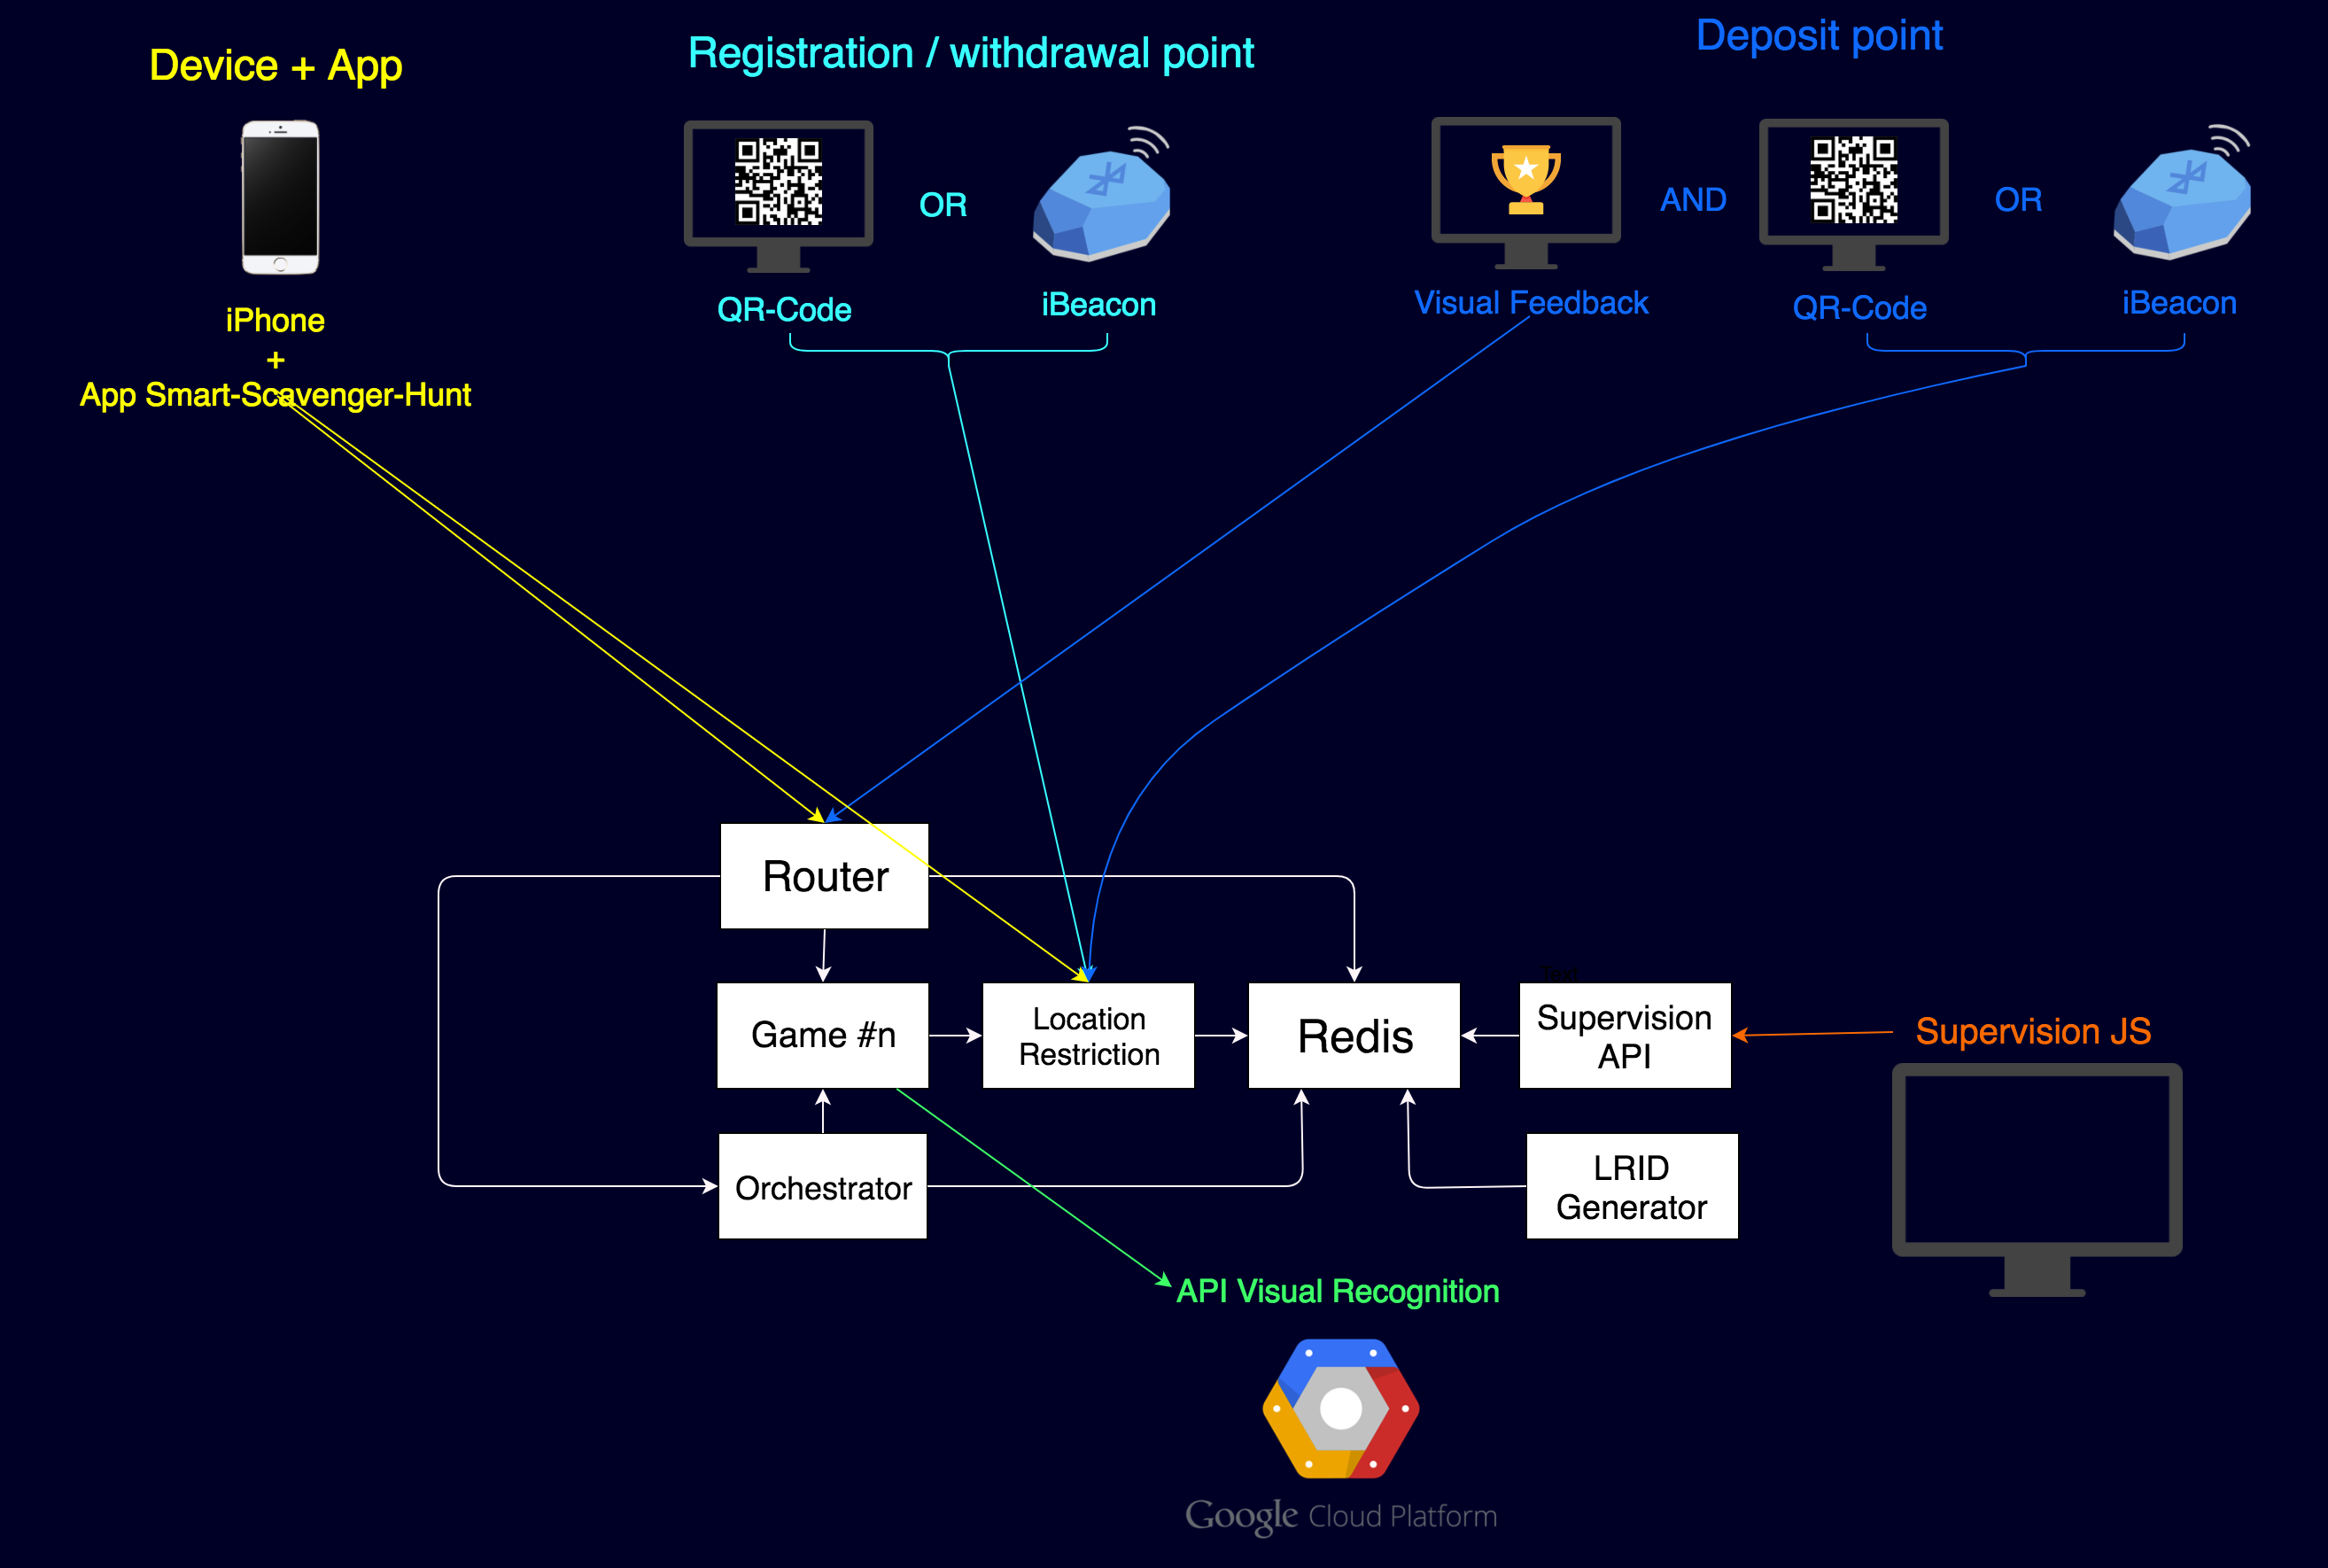 Device + App
Registration / withdrawal point
Deposit point
OR
AND
OR
QR-Code
iBeacon
Visual Feedback
QR-Code
iBeacon
iPhone
+
App Smart-Scavenger-Hunt
Router
Game #n
Location
Restriction
Redis
Text
Supervision
API
Supervision JS
Orchestrator
LRID
Generator
API Visual Recognition
Google Cloud Platform